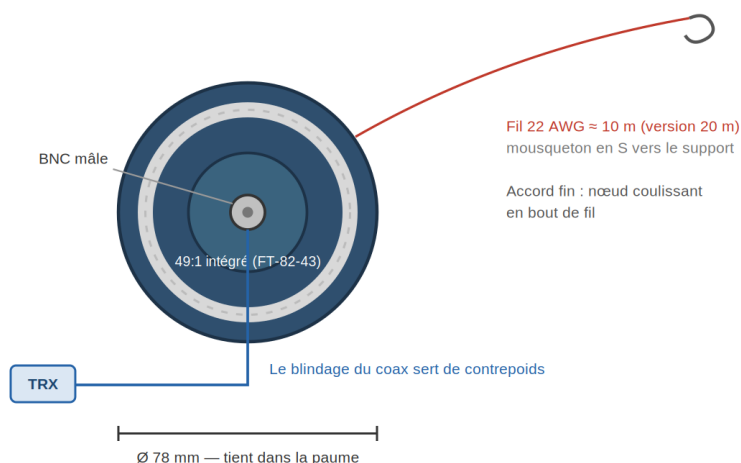 Fil 22 AWG ≈ 10 m (version 20 m)
mousqueton en S vers le support
BNC mâle
Accord fin : nœud coulissant
en bout de fil
49:1 intégré (FT-82-43)
Le blindage du coax sert de contrepoids
TRX
Ø 78 mm — tient dans la paume